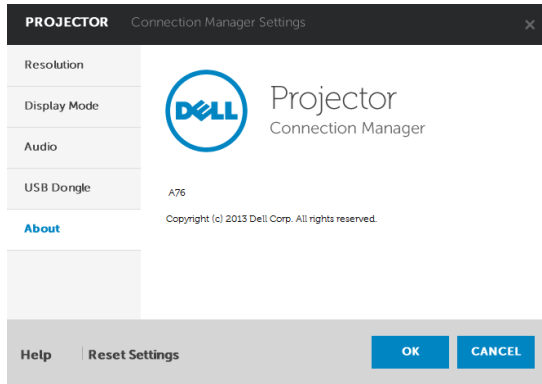 PROJECTOR Connection Manager Settings ×
Resolution
Display Mode
Audio
USB Dongle
About
DELL
Projector
Connection Manager
A76
Copyright (c) 2013 Dell Corp. All rights reserved.
Help Reset Settings OK CANCEL